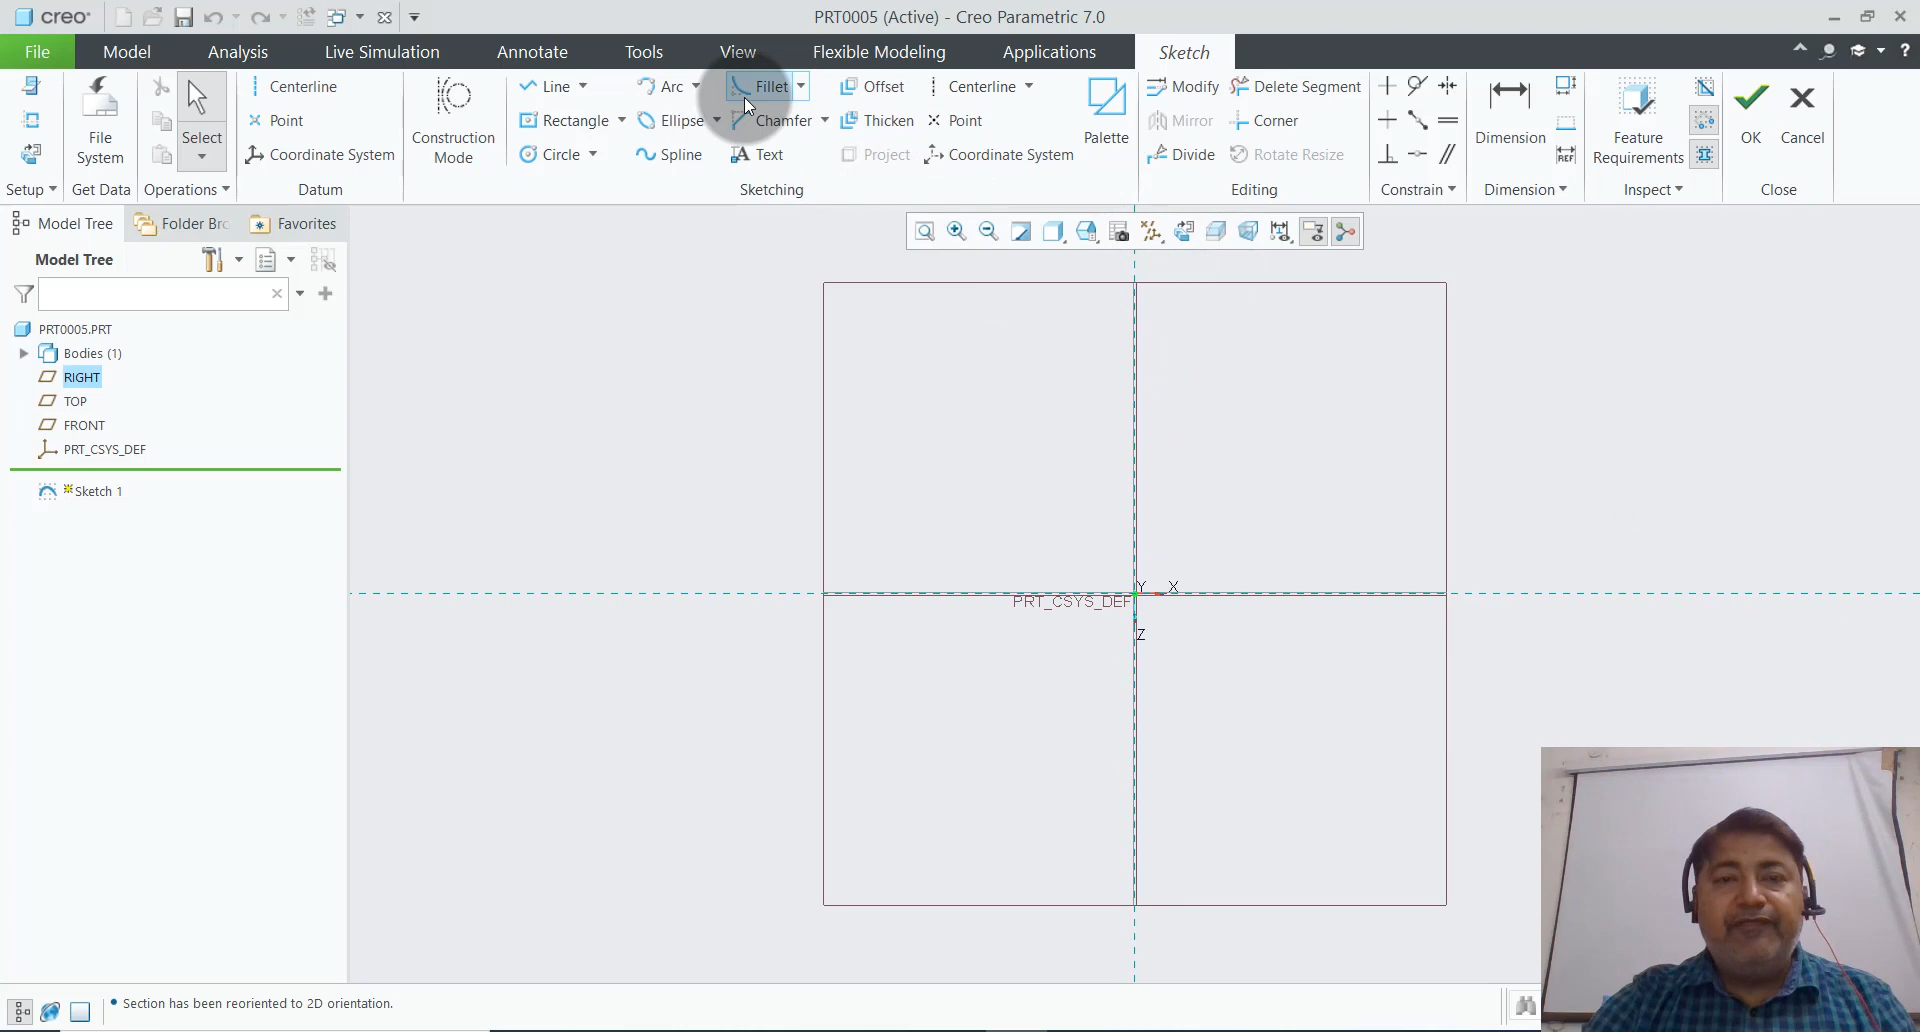 creo
PRT0005 (Active) - Creo Parametric 7.0
File Model Analysis Live Simulation Annotate Tools View Flexible Modeling Applications Sketch ?
File System
Select
Centerline
Point
Coordinate System
Construction Mode
Line Arc Fillet Offset Centerline
Rectangle Ellipse Chamfer Thicken Point
Circle Spline Text Project Coordinate System
Palette
Modify Delete Segment
Mirror Corner
Divide Rotate Resize
Dimension
REF
Feature Requirements
OK
Cancel
Setup Get Data Operations Datum Sketching Editing Constrain Dimension Inspect Close
Model Tree Folder Bro Favorites
Model Tree
PRT0005.PRT
Bodies (1)
RIGHT
TOP
FRONT
PRT_CSYS_DEF
Sketch 1
Y X
PRT_CSYS_DEF
Z
Section has been reoriented to 2D orientation.